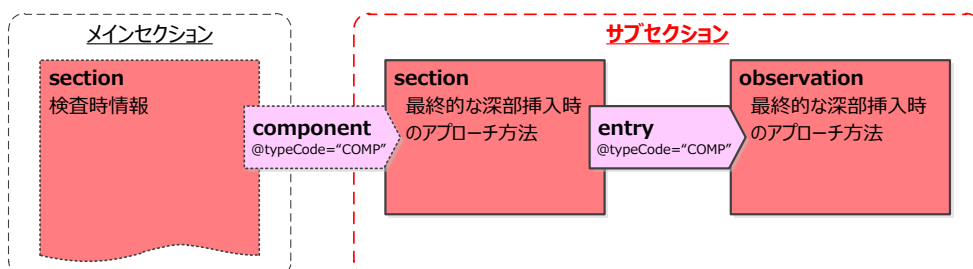 メインセクション
サブセクション
section
検査時情報
component
@typeCode=“COMP”
section
最終的な深部挿入時
のアプローチ方法
entry
@typeCode=“COMP”
observation
最終的な深部挿入時
のアプローチ方法